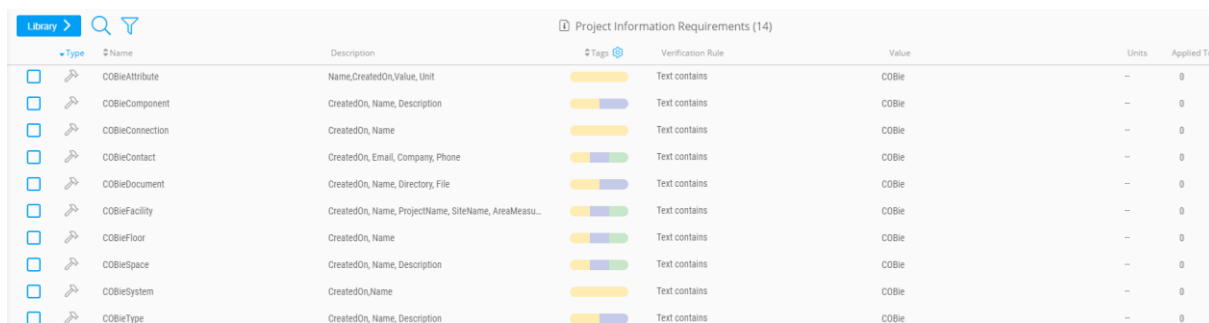 Library
Project Information Requirements (14)
Type Name Description Tags Verification Rule Value Units Applied T
COBieAttribute Name,CreatedOn,Value, Unit Text contains COBie -- 0
COBieComponent CreatedOn, Name, Description Text contains COBie -- 0
COBieConnection CreatedOn, Name Text contains COBie -- 0
COBieContact CreatedOn, Email, Company, Phone Text contains COBie -- 0
COBieDocument CreatedOn, Name, Directory, File Text contains COBie -- 0
COBieFacility CreatedOn, Name, ProjectName, SiteName, AreaMeasu... Text contains COBie -- 0
COBieFloor CreatedOn, Name Text contains COBie -- 0
COBieSpace CreatedOn, Name, Description Text contains COBie -- 0
COBieSystem CreatedOn,Name Text contains COBie -- 0
COBieType CreatedOn, Name, Description Text contains COBie -- 0